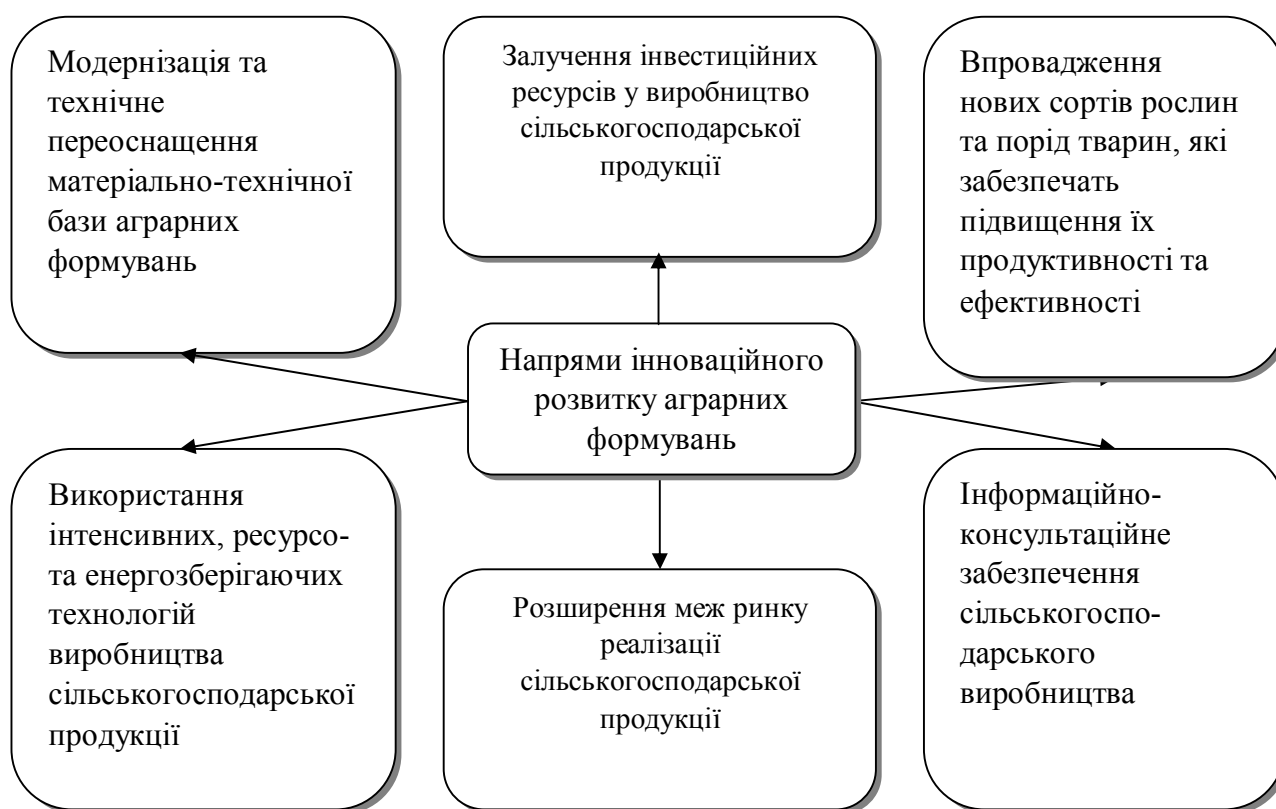 Модернізація та
технічне
переоснащення
матеріально-технічної
бази аграрних
формувань
Залучення інвестиційних
ресурсів у виробництво
сільськогосподарської
продукції
Впровадження
нових сортів рослин
та порід тварин, які
забезпечать
підвищення їх
продуктивності та
ефективності
Напрями інноваційного
розвитку аграрних
формувань
Використання
інтенсивних, ресурсо-
та енергозберігаючих
технологій
виробництва
сільськогосподарської
продукції
Розширення меж ринку
реалізації
сільськогосподарської
продукції
Інформаційно-
консультаційне
забезпечення
сільськогоспо-
дарського
виробництва